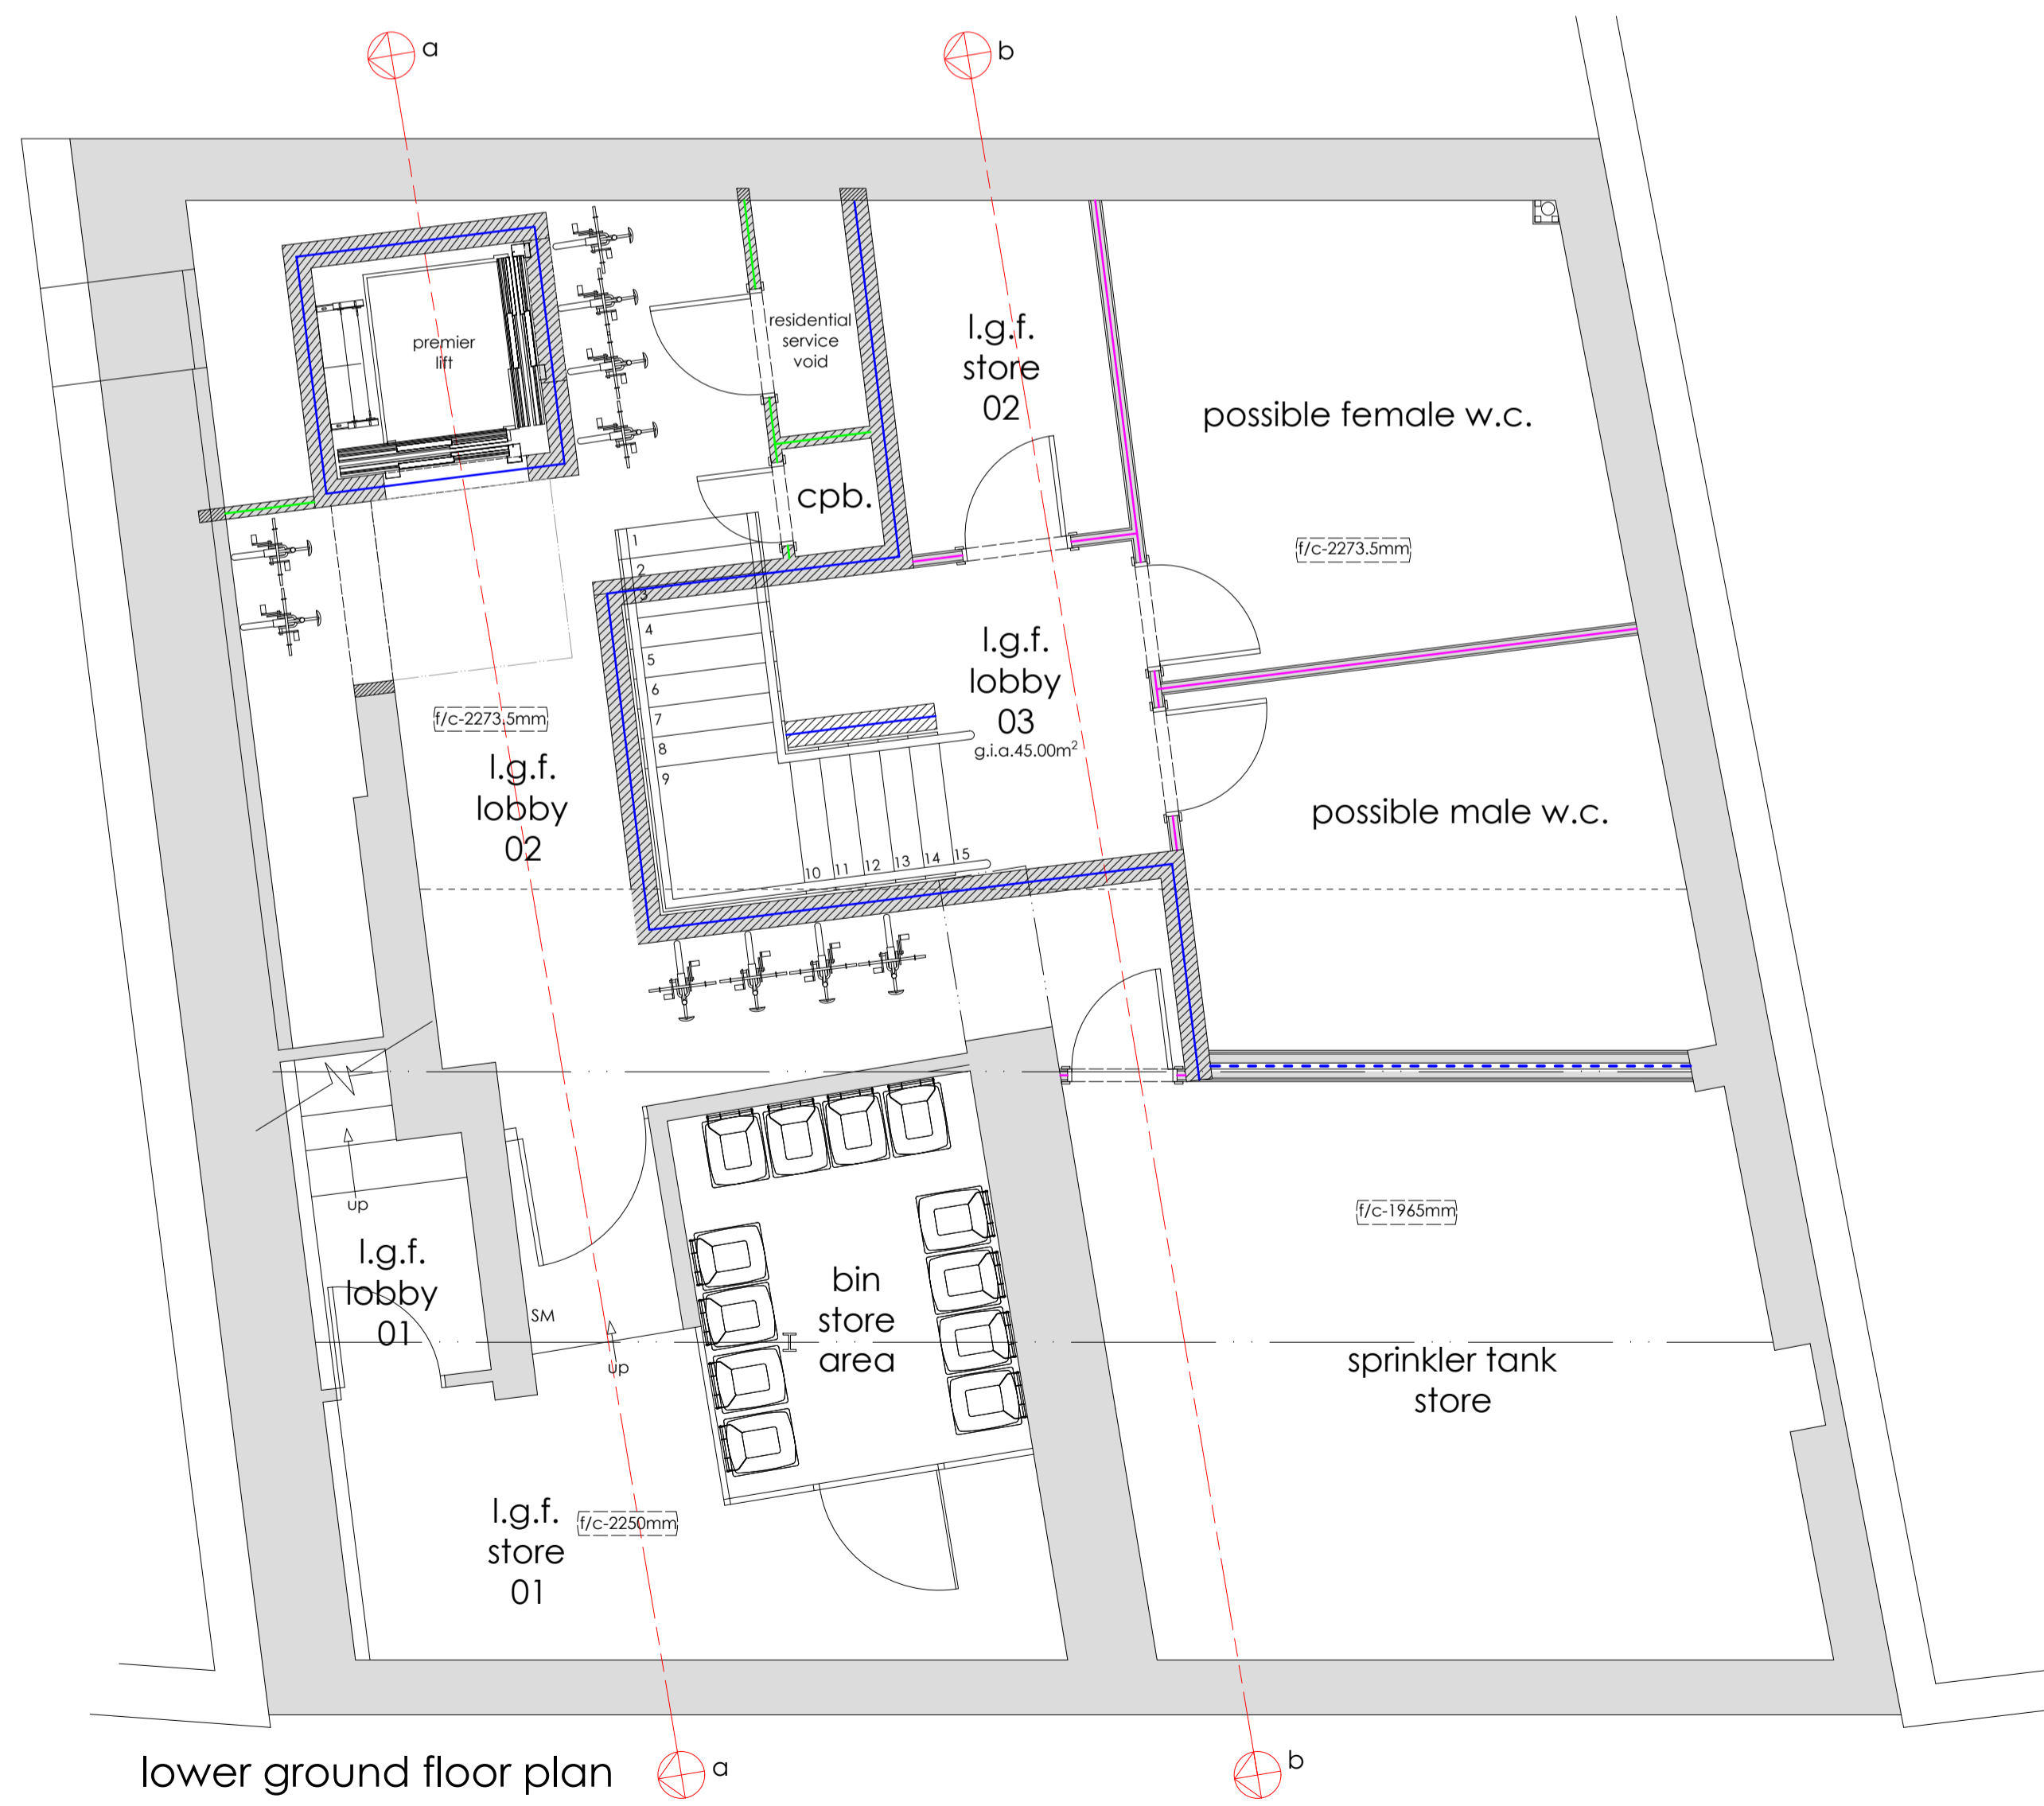 a
b
premier
lift
residential
service
void
l.g.f.
store
02
possible female w.c.
cpb.
f/c-2273.5mm
1
2
3
4
5
6
7
8
9
l.g.f.
lobby
03
g.i.a.45.00m²
f/c-2273.5mm
l.g.f.
lobby
02
possible male w.c.
10 11 12 13 14 15
up
l.g.f.
lobby
01
SM
up
bin
store
area
f/c-1965mm
sprinkler tank
store
l.g.f.
store
01
f/c-2250mm
lower ground floor plan
a
b